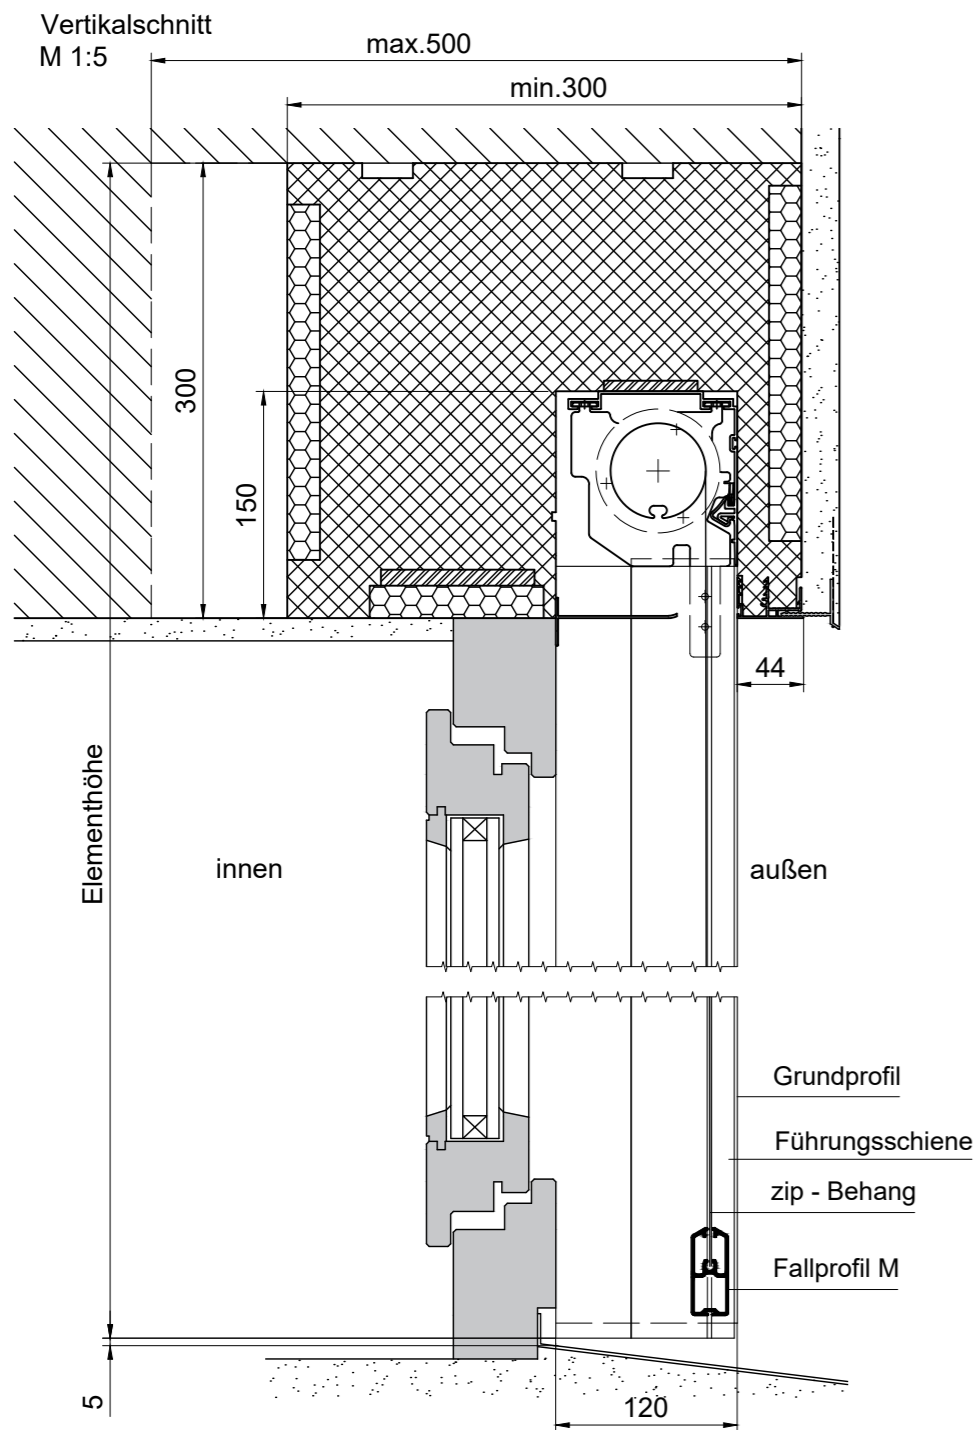 Vertikalschnitt
M 1:5
max.500
min.300
300
150
44
Elementhöhe
innen
außen
Grundprofil
Führungsschiene
zip - Behang
Fallprofil M
5
120